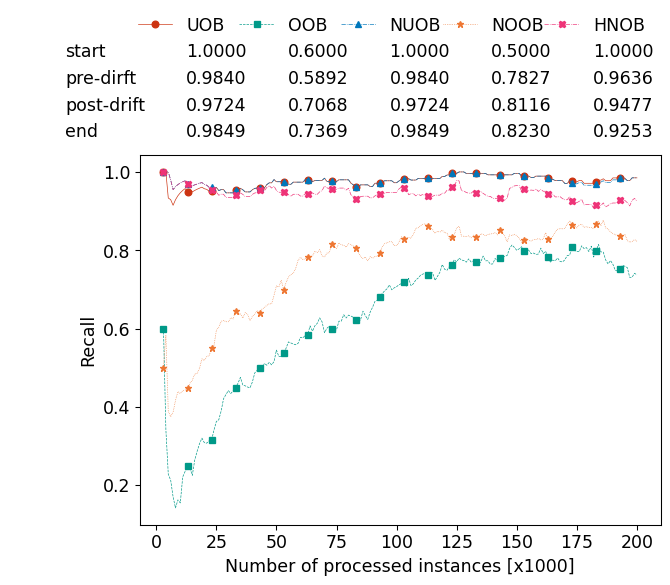 UOB OOB NUOB NOOB HNOB
start 1.0000 0.6000 1.0000 0.5000 1.0000
pre-dirft 0.9840 0.5892 0.9840 0.7827 0.9636
post-drift 0.9724 0.7068 0.9724 0.8116 0.9477
end 0.9849 0.7369 0.9849 0.8230 0.9253
1.0
0.8
0.6
0.4
0.2
Recall
0 25 50 75 100 125 150 175 200
Number of processed instances [x1000]